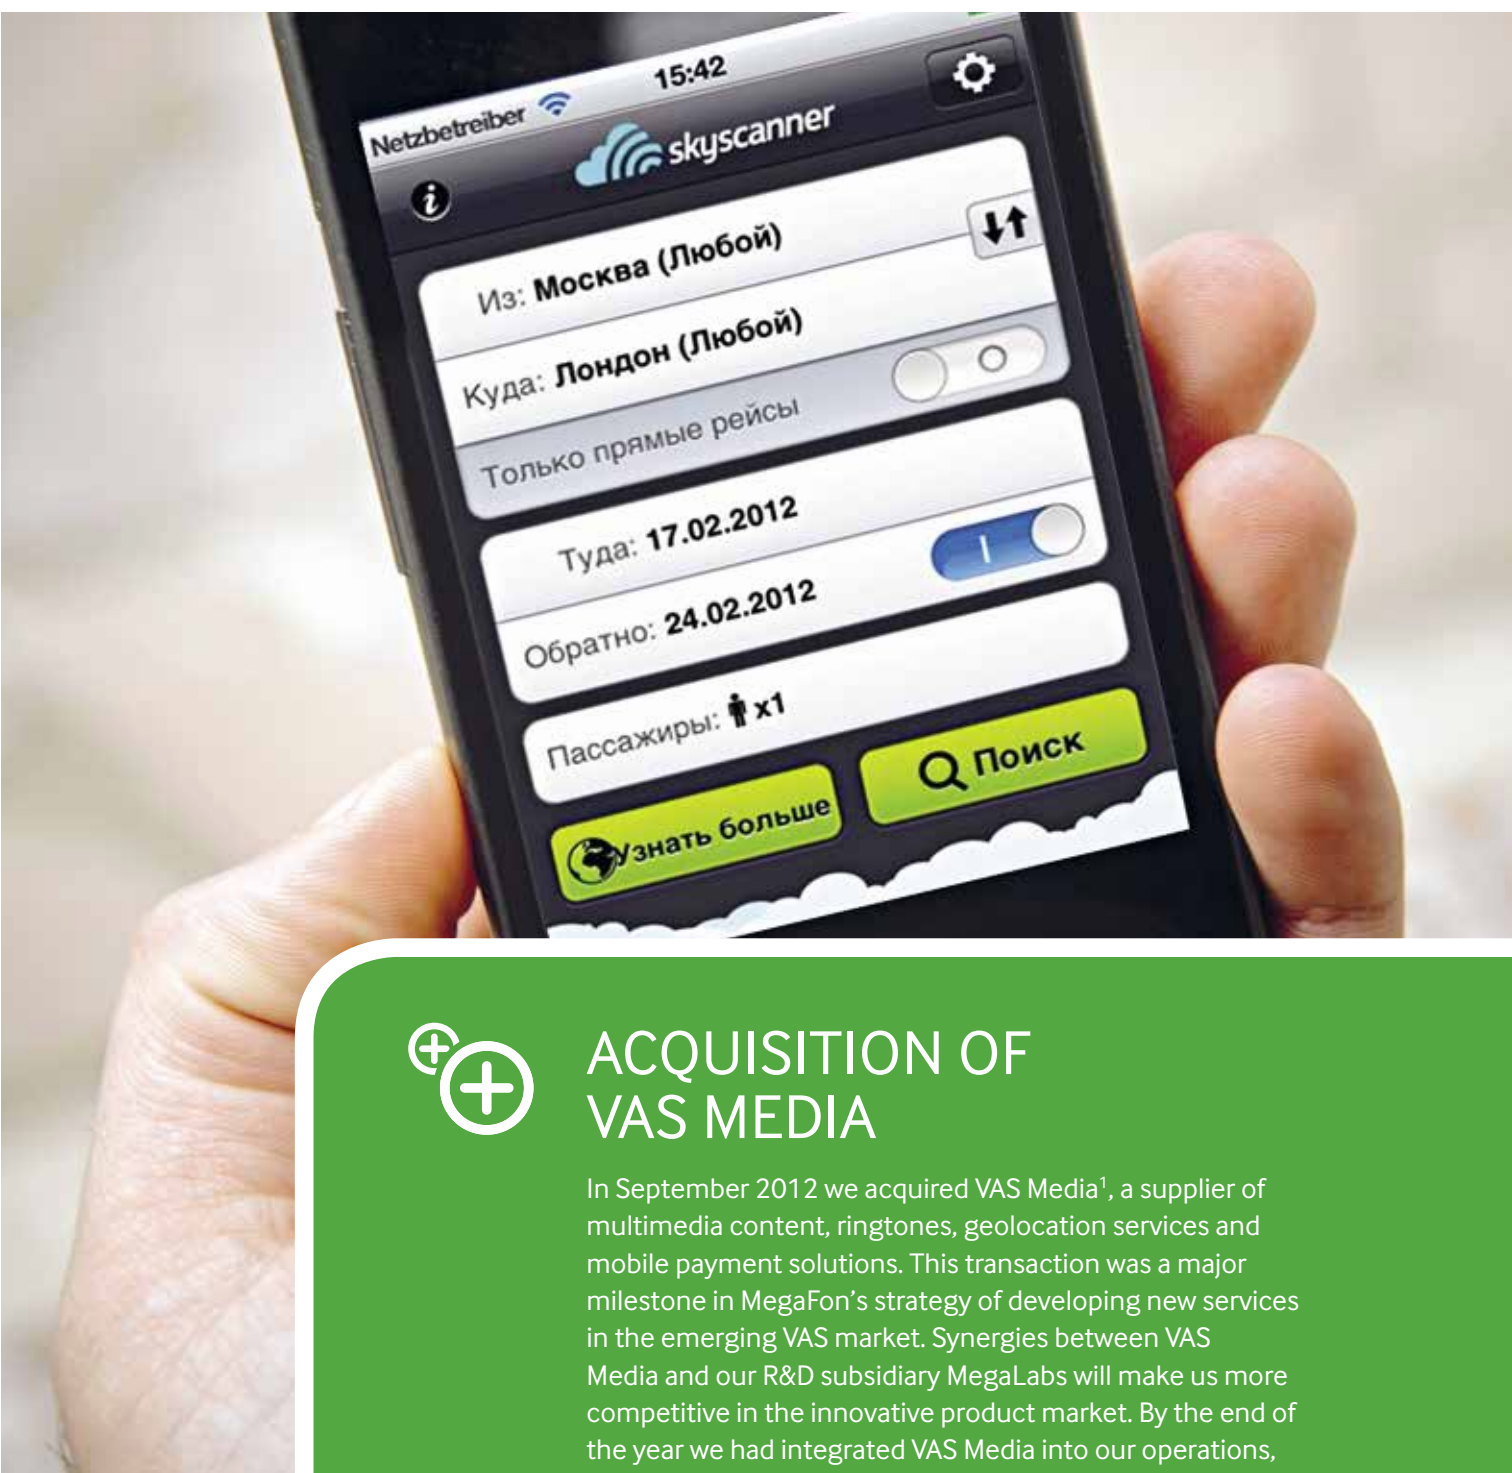 Netzbetreiber 15:42
skyscanner
i
Из: Москва (Любой)
Куда: Лондон (Любой)
Только прямые рейсы
Туда: 17.02.2012
Обратно: 24.02.2012
Пассажиры: x1
Узнать больше
Поиск
ACQUISITION OF
VAS MEDIA
In September 2012 we acquired VAS Media¹, a supplier of
multimedia content, ringtones, geolocation services and
mobile payment solutions. This transaction was a major
milestone in MegaFon’s strategy of developing new services
in the emerging VAS market. Synergies between VAS
Media and our R&D subsidiary MegaLabs will make us more
competitive in the innovative product market. By the end of
the year we had integrated VAS Media into our operations,